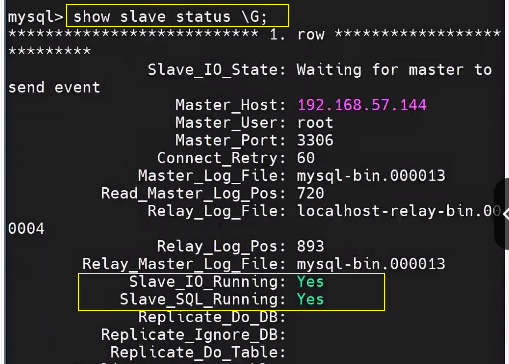 mysql> show slave status \G;
*************************** 1. row *****************
**********
Slave_IO_State: Waiting for master to
send event
Master_Host: 192.168.57.144
Master_User: root
Master_Port: 3306
Connect_Retry: 60
Master_Log_File: mysql-bin.000013
Read_Master_Log_Pos: 720
Relay_Log_File: localhost-relay-bin.00
0004
Relay_Log_Pos: 893
Relay_Master_Log_File: mysql-bin.000013
Slave_IO_Running: Yes
Slave_SQL_Running: Yes
Replicate_Do_DB:
Replicate_Ignore_DB:
Replicate_Do_Table: